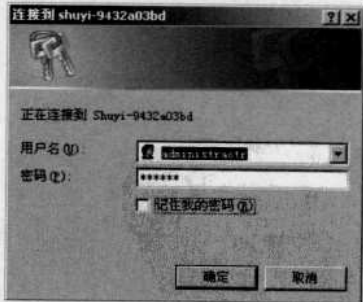 连接到 shuyi-9432a03bd
正在连接到 Shuyi-9432a03bd
用户名(U):
administraotr
密码(P):
******
记住我的密码(R)
确定
取消